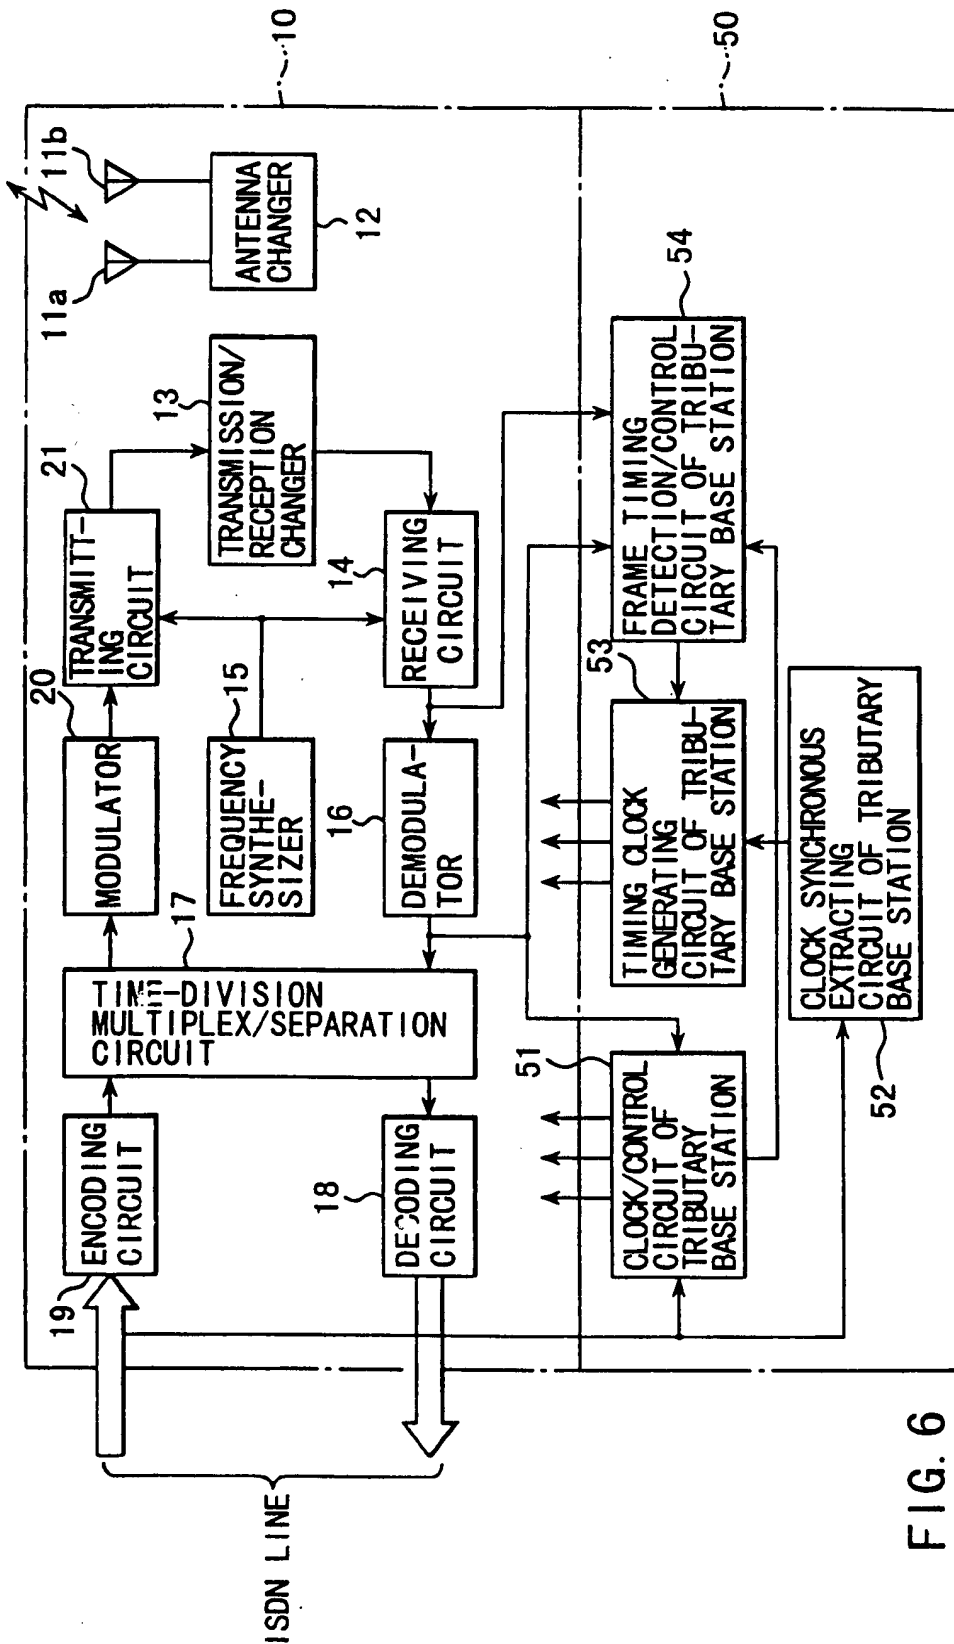 10
50
11b
11a
ANTENNA
CHANGER
12
13
TRANSMISSION/
RECEPTION
CHANGER
21
TRANSMITT-
ING
CIRCUIT
14
RECEIVING
CIRCUIT
20
MODULATOR
15
FREQUENCY
SYNTHE-
SIZER
16
DEMODULA-
TOR
17
TIME-DIVISION
MULTIPLEX/SEPARATION
CIRCUIT
19
ENCODING
CIRCUIT
18
DECODING
CIRCUIT
ISDN LINE
54
FRAME TIMING
DETECTION/CONTROL
CIRCUIT OF TRIBU-
TARY BASE STATION
53
TIMING CLOCK
GENERATING
CIRCUIT OF TRIBU-
TARY BASE STATION
51
CLOCK/CONTROL
CIRCUIT OF
TRIBUTARY
BASE STATION
CLOCK SYNCHRONOUS
EXTRACTING
CIRCUIT OF TRIBUTARY
BASE STATION
52
FIG. 6